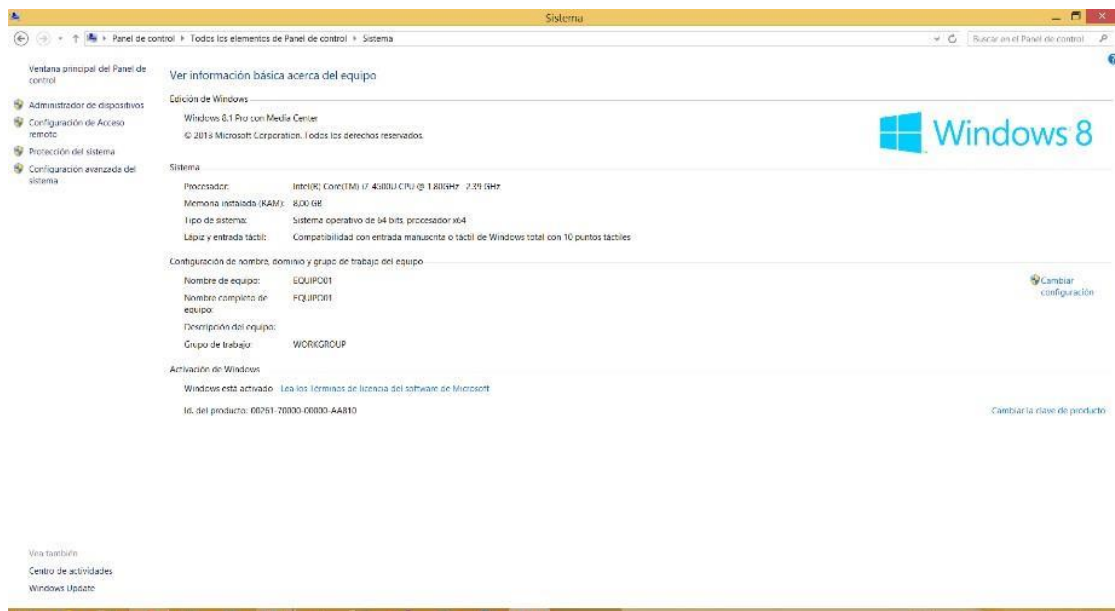 Sistema
Panel de control
Todos los elementos de Panel de control
Sistema
Buscar en el Panel de control
Ventana principal del Panel de
control
Administrador de dispositivos
Configuración de Acceso
remoto
Protección del sistema
Configuración avanzada del
sistema
Ver información básica acerca del equipo
Edición de Windows
Windows 8.1 Pro con Media Center
© 2013 Microsoft Corporation. Todos los derechos reservados.
Windows 8
Sistema
Procesador: Intel(R) Core(TM) i7-4500U CPU @ 1.80GHz 2.39 GHz
Memoria instalada (RAM): 8,00 GB
Tipo de sistema: Sistema operativo de 64 bits, procesador x64
Lápiz y entrada táctil: Compatibilidad con entrada manuscrita o táctil de Windows total con 10 puntos táctiles
Configuración de nombre, dominio y grupo de trabajo del equipo
Nombre de equipo: EQUIPO01
Cambiar
configuración
Nombre completo de
equipo: EQUIPO01
Descripción del equipo:
Grupo de trabajo: WORKGROUP
Activación de Windows
Windows está activado Lea los Términos de licencia del software de Microsoft
Id. del producto: 00261-70000-00000-AA810
Cambiar la clave de producto
Vea también
Centro de actividades
Windows Update